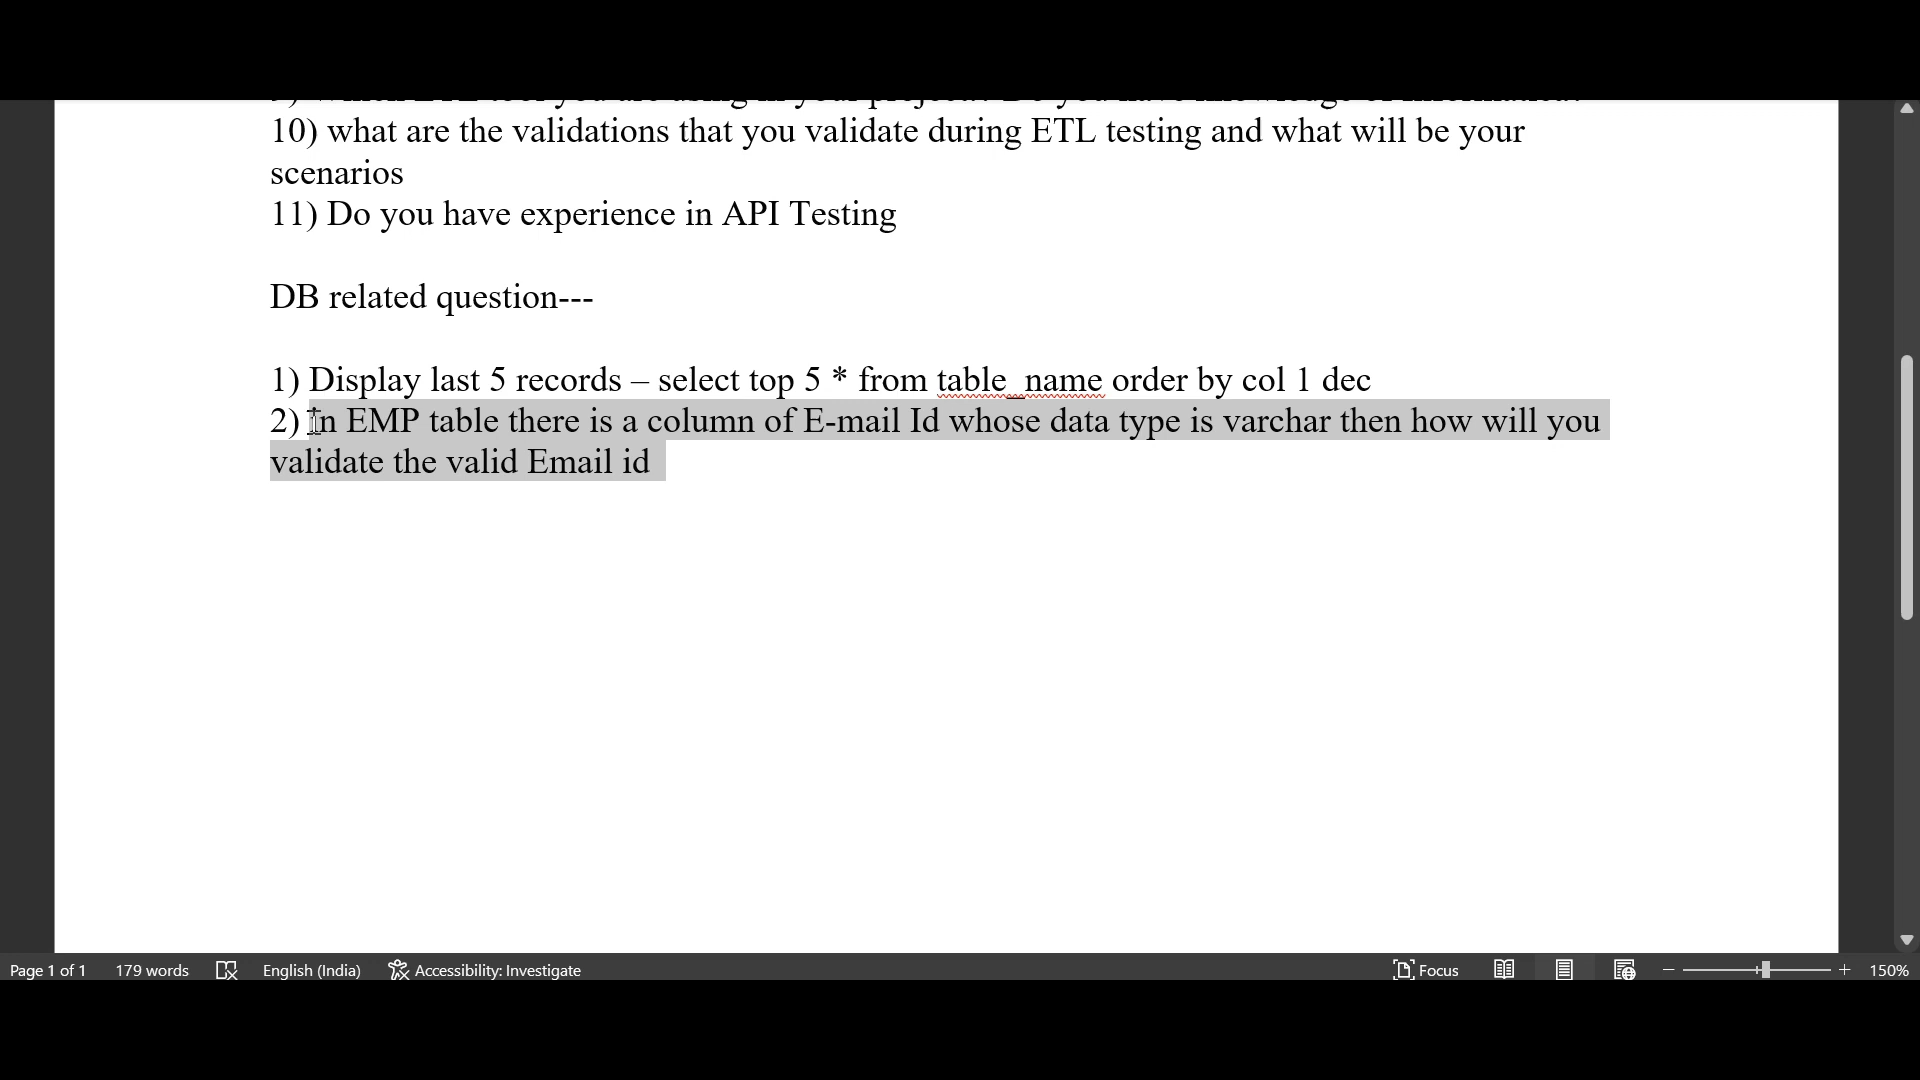 10) what are the validations that you validate during ETL testing and what will be your
scenarios
11) Do you have experience in API Testing
DB related question---
1) Display last 5 records – select top 5 * from table_name order by col 1 dec
2) In EMP table there is a column of E-mail Id whose data type is varchar then how will you
validate the valid Email id
Page 1 of 1 179 words English (India) Accessibility: Investigate Focus 150%